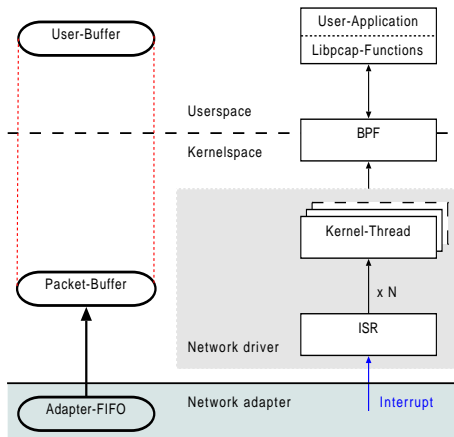 User-Buffer
User-Application
Libpcap-Functions
Userspace
Kernelspace
BPF
Kernel-Thread
Packet-Buffer
x N
ISR
Network driver
Adapter-FIFO
Network adapter
Interrupt